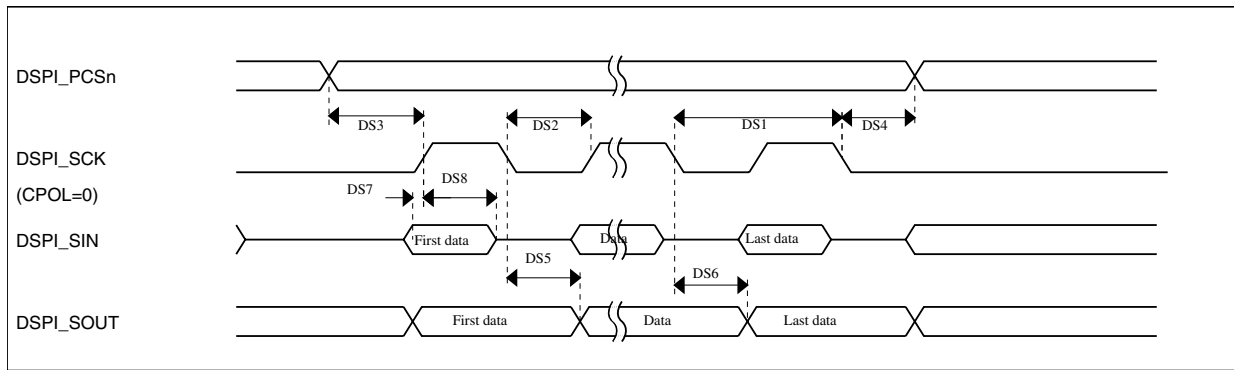 DSPI_PCSn
DS3
DS2
DS1
DS4
DSPI_SCK
(CPOL=0)
DS7
DS8
DSPI_SIN
First data
Data
Last data
DS5
DS6
DSPI_SOUT
First data
Data
Last data